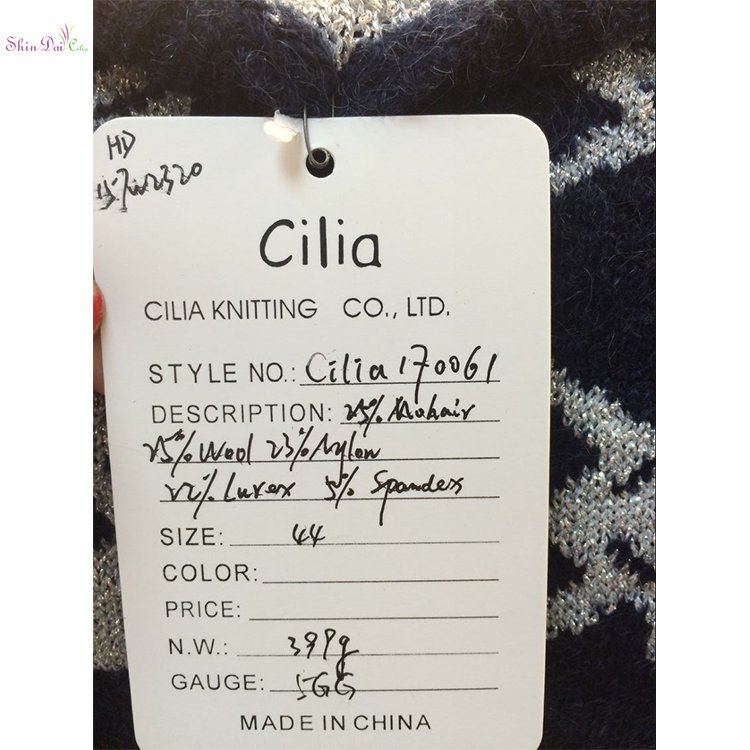 Shin Dai Cilia
HD
Cilia
CILIA KNITTING CO., LTD.
STYLE NO.: Cilia170061
DESCRIPTION: 25% Mohair
25% Wool 23% Nylon
22% Lurex 5% Spandex
SIZE: 44
COLOR:
PRICE:
N.W.: 399g
GAUGE: 5GG
MADE IN CHINA